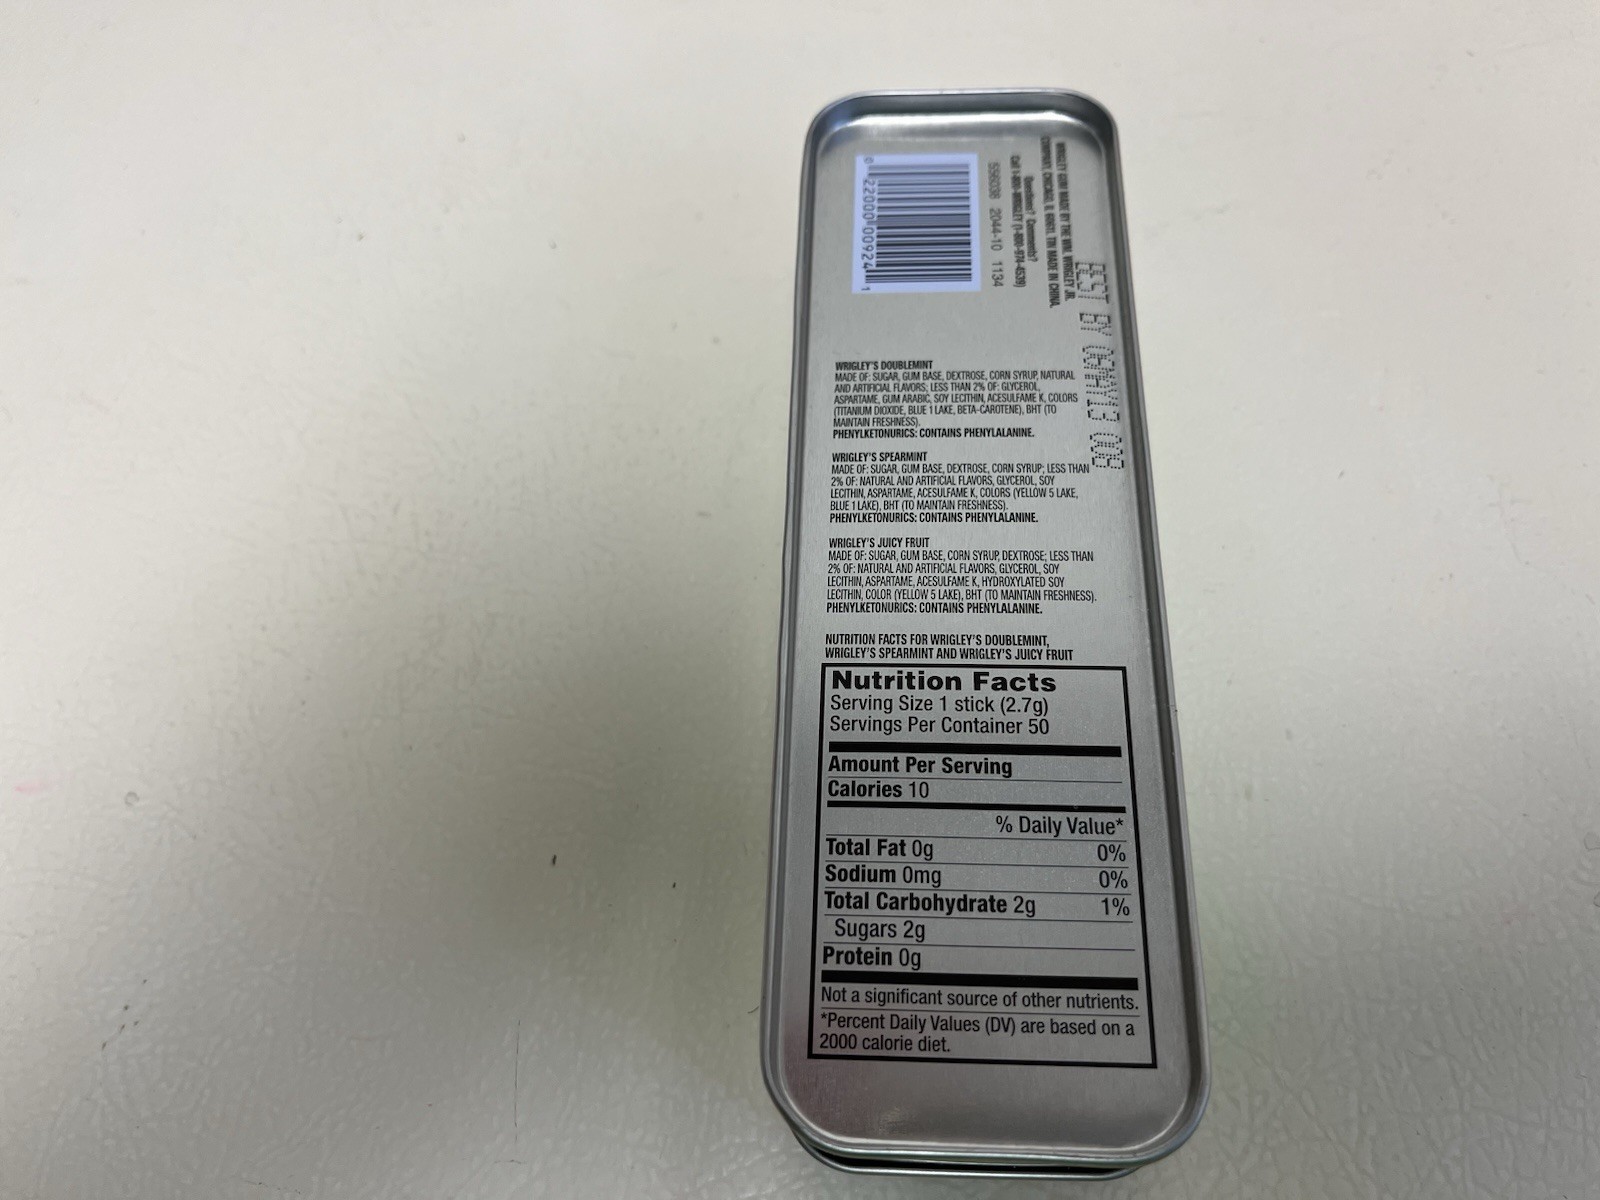 WRIGLEY GUM MADE BY THE WM. WRIGLEY JR.
COMPANY, CHICAGO, IL 60611. TIN MADE IN CHINA.
Questions? Comments?
Call 1-800-WRIGLEY (1-800-974-4539)
556038 2044-10 1134
0 22000 00924 1
BEST BY 06MAY13 00B
WRIGLEY'S DOUBLEMINT
MADE OF: SUGAR, GUM BASE, DEXTROSE, CORN SYRUP, NATURAL
AND ARTIFICIAL FLAVORS; LESS THAN 2% OF: GLYCEROL,
ASPARTAME, GUM ARABIC, SOY LECITHIN, ACESULFAME K, COLORS
(TITANIUM DIOXIDE, BLUE 1 LAKE, BETA-CAROTENE), BHT (TO
MAINTAIN FRESHNESS).
PHENYLKETONURICS: CONTAINS PHENYLALANINE.
WRIGLEY'S SPEARMINT
MADE OF: SUGAR, GUM BASE, DEXTROSE, CORN SYRUP; LESS THAN
2% OF: NATURAL AND ARTIFICIAL FLAVORS, GLYCEROL, SOY
LECITHIN, ASPARTAME, ACESULFAME K, COLORS (YELLOW 5 LAKE,
BLUE 1 LAKE), BHT (TO MAINTAIN FRESHNESS).
PHENYLKETONURICS: CONTAINS PHENYLALANINE.
WRIGLEY'S JUICY FRUIT
MADE OF: SUGAR, GUM BASE, CORN SYRUP, DEXTROSE; LESS THAN
2% OF: NATURAL AND ARTIFICIAL FLAVORS, GLYCEROL, SOY
LECITHIN, ASPARTAME, ACESULFAME K, HYDROXYLATED SOY
LECITHIN, COLOR (YELLOW 5 LAKE), BHT (TO MAINTAIN FRESHNESS).
PHENYLKETONURICS: CONTAINS PHENYLALANINE.
NUTRITION FACTS FOR WRIGLEY'S DOUBLEMINT,
WRIGLEY'S SPEARMINT AND WRIGLEY'S JUICY FRUIT
Nutrition Facts
Serving Size 1 stick (2.7g)
Servings Per Container 50
Amount Per Serving
Calories 10
% Daily Value*
Total Fat 0g 0%
Sodium 0mg 0%
Total Carbohydrate 2g 1%
Sugars 2g
Protein 0g
Not a significant source of other nutrients.
*Percent Daily Values (DV) are based on a
2000 calorie diet.